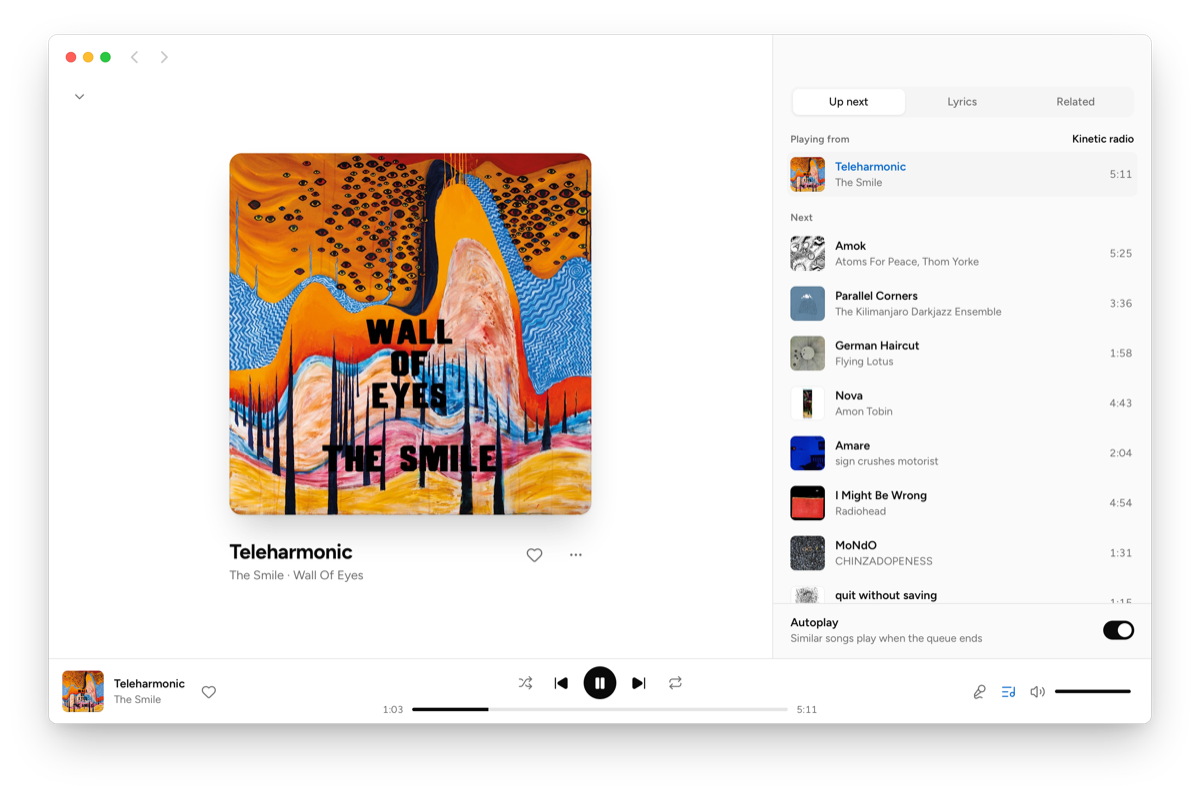 Up next
Lyrics
Related
Playing from
Kinetic radio
Teleharmonic
The Smile
5:11
Next
Amok
Atoms For Peace, Thom Yorke
5:25
Parallel Corners
The Kilimanjaro Darkjazz Ensemble
3:36
German Haircut
Flying Lotus
1:58
Nova
Amon Tobin
4:43
Amare
sign crushes motorist
2:04
I Might Be Wrong
Radiohead
4:54
MoNdO
CHINZADOPENESS
1:31
quit without saving
1:15
Autoplay
Similar songs play when the queue ends
WALL
OF
EYES
THE SMILE
Teleharmonic
The Smile · Wall Of Eyes
Teleharmonic
The Smile
1:03
5:11